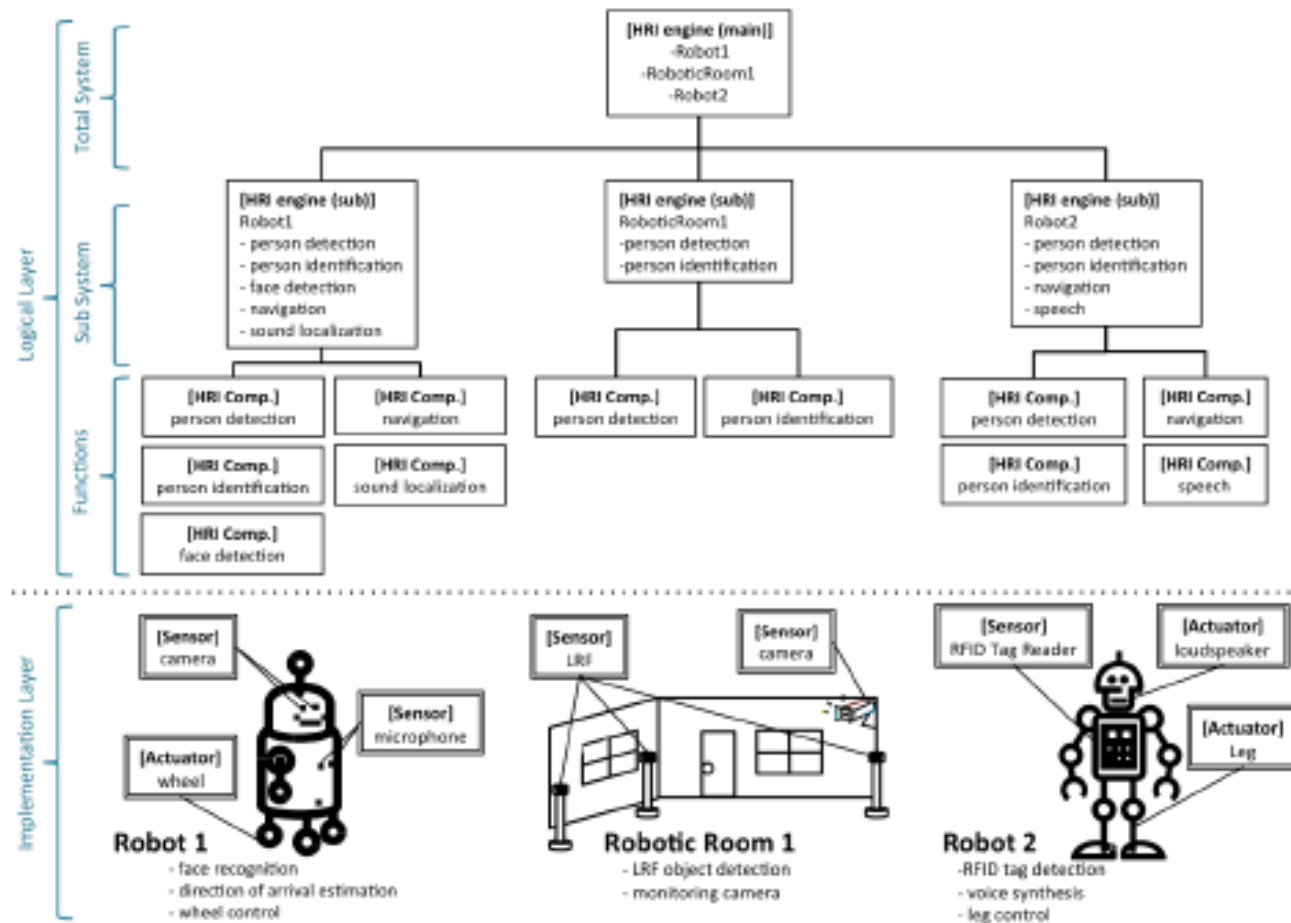 Logical Layer
Total System
[HRI engine (main)]
-Robot1
-RoboticRoom1
-Robot2
Sub System
[HRI engine (sub)]
Robot1
- person detection
- person identification
- face detection
- navigation
- sound localization
[HRI engine (sub)]
RoboticRoom1
-person detection
-person identification
[HRI engine (sub)]
Robot2
- person detection
- person identification
- navigation
- speech
Functions
[HRI Comp.]
person detection
[HRI Comp.]
navigation
[HRI Comp.]
person identification
[HRI Comp.]
sound localization
[HRI Comp.]
face detection
[HRI Comp.]
person detection
[HRI Comp.]
person identification
[HRI Comp.]
person detection
[HRI Comp.]
navigation
[HRI Comp.]
person identification
[HRI Comp.]
speech
Implementation Layer
[Sensor]
camera
[Sensor]
microphone
[Actuator]
wheel
Robot 1
- face recognition
- direction of arrival estimation
- wheel control
[Sensor]
LRF
[Sensor]
camera
Robotic Room 1
- LRF object detection
- monitoring camera
[Sensor]
RFID Tag Reader
[Actuator]
loudspeaker
[Actuator]
Leg
Robot 2
-RFID tag detection
- voice synthesis
- leg control